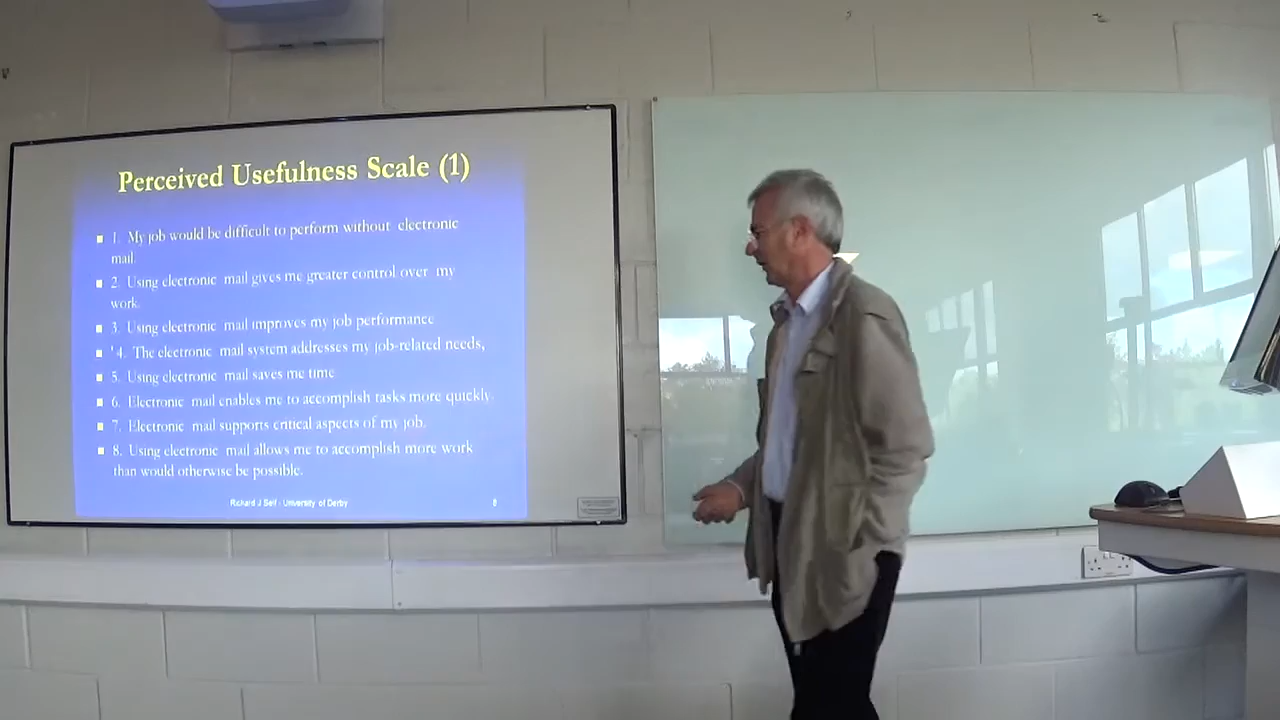 Perceived Usefulness Scale (1)
1. My job would be difficult to perform without electronic
mail.
2. Using electronic mail gives me greater control over my
work.
3. Using electronic mail improves my job performance
' 4. The electronic mail system addresses my job-related needs,
5. Using electronic mail saves me time
6. Electronic mail enables me to accomplish tasks more quickly.
7. Electronic mail supports critical aspects of my job.
8. Using electronic mail allows me to accomplish more work
than would otherwise be possible.
Richard J Self - University of Derby 8